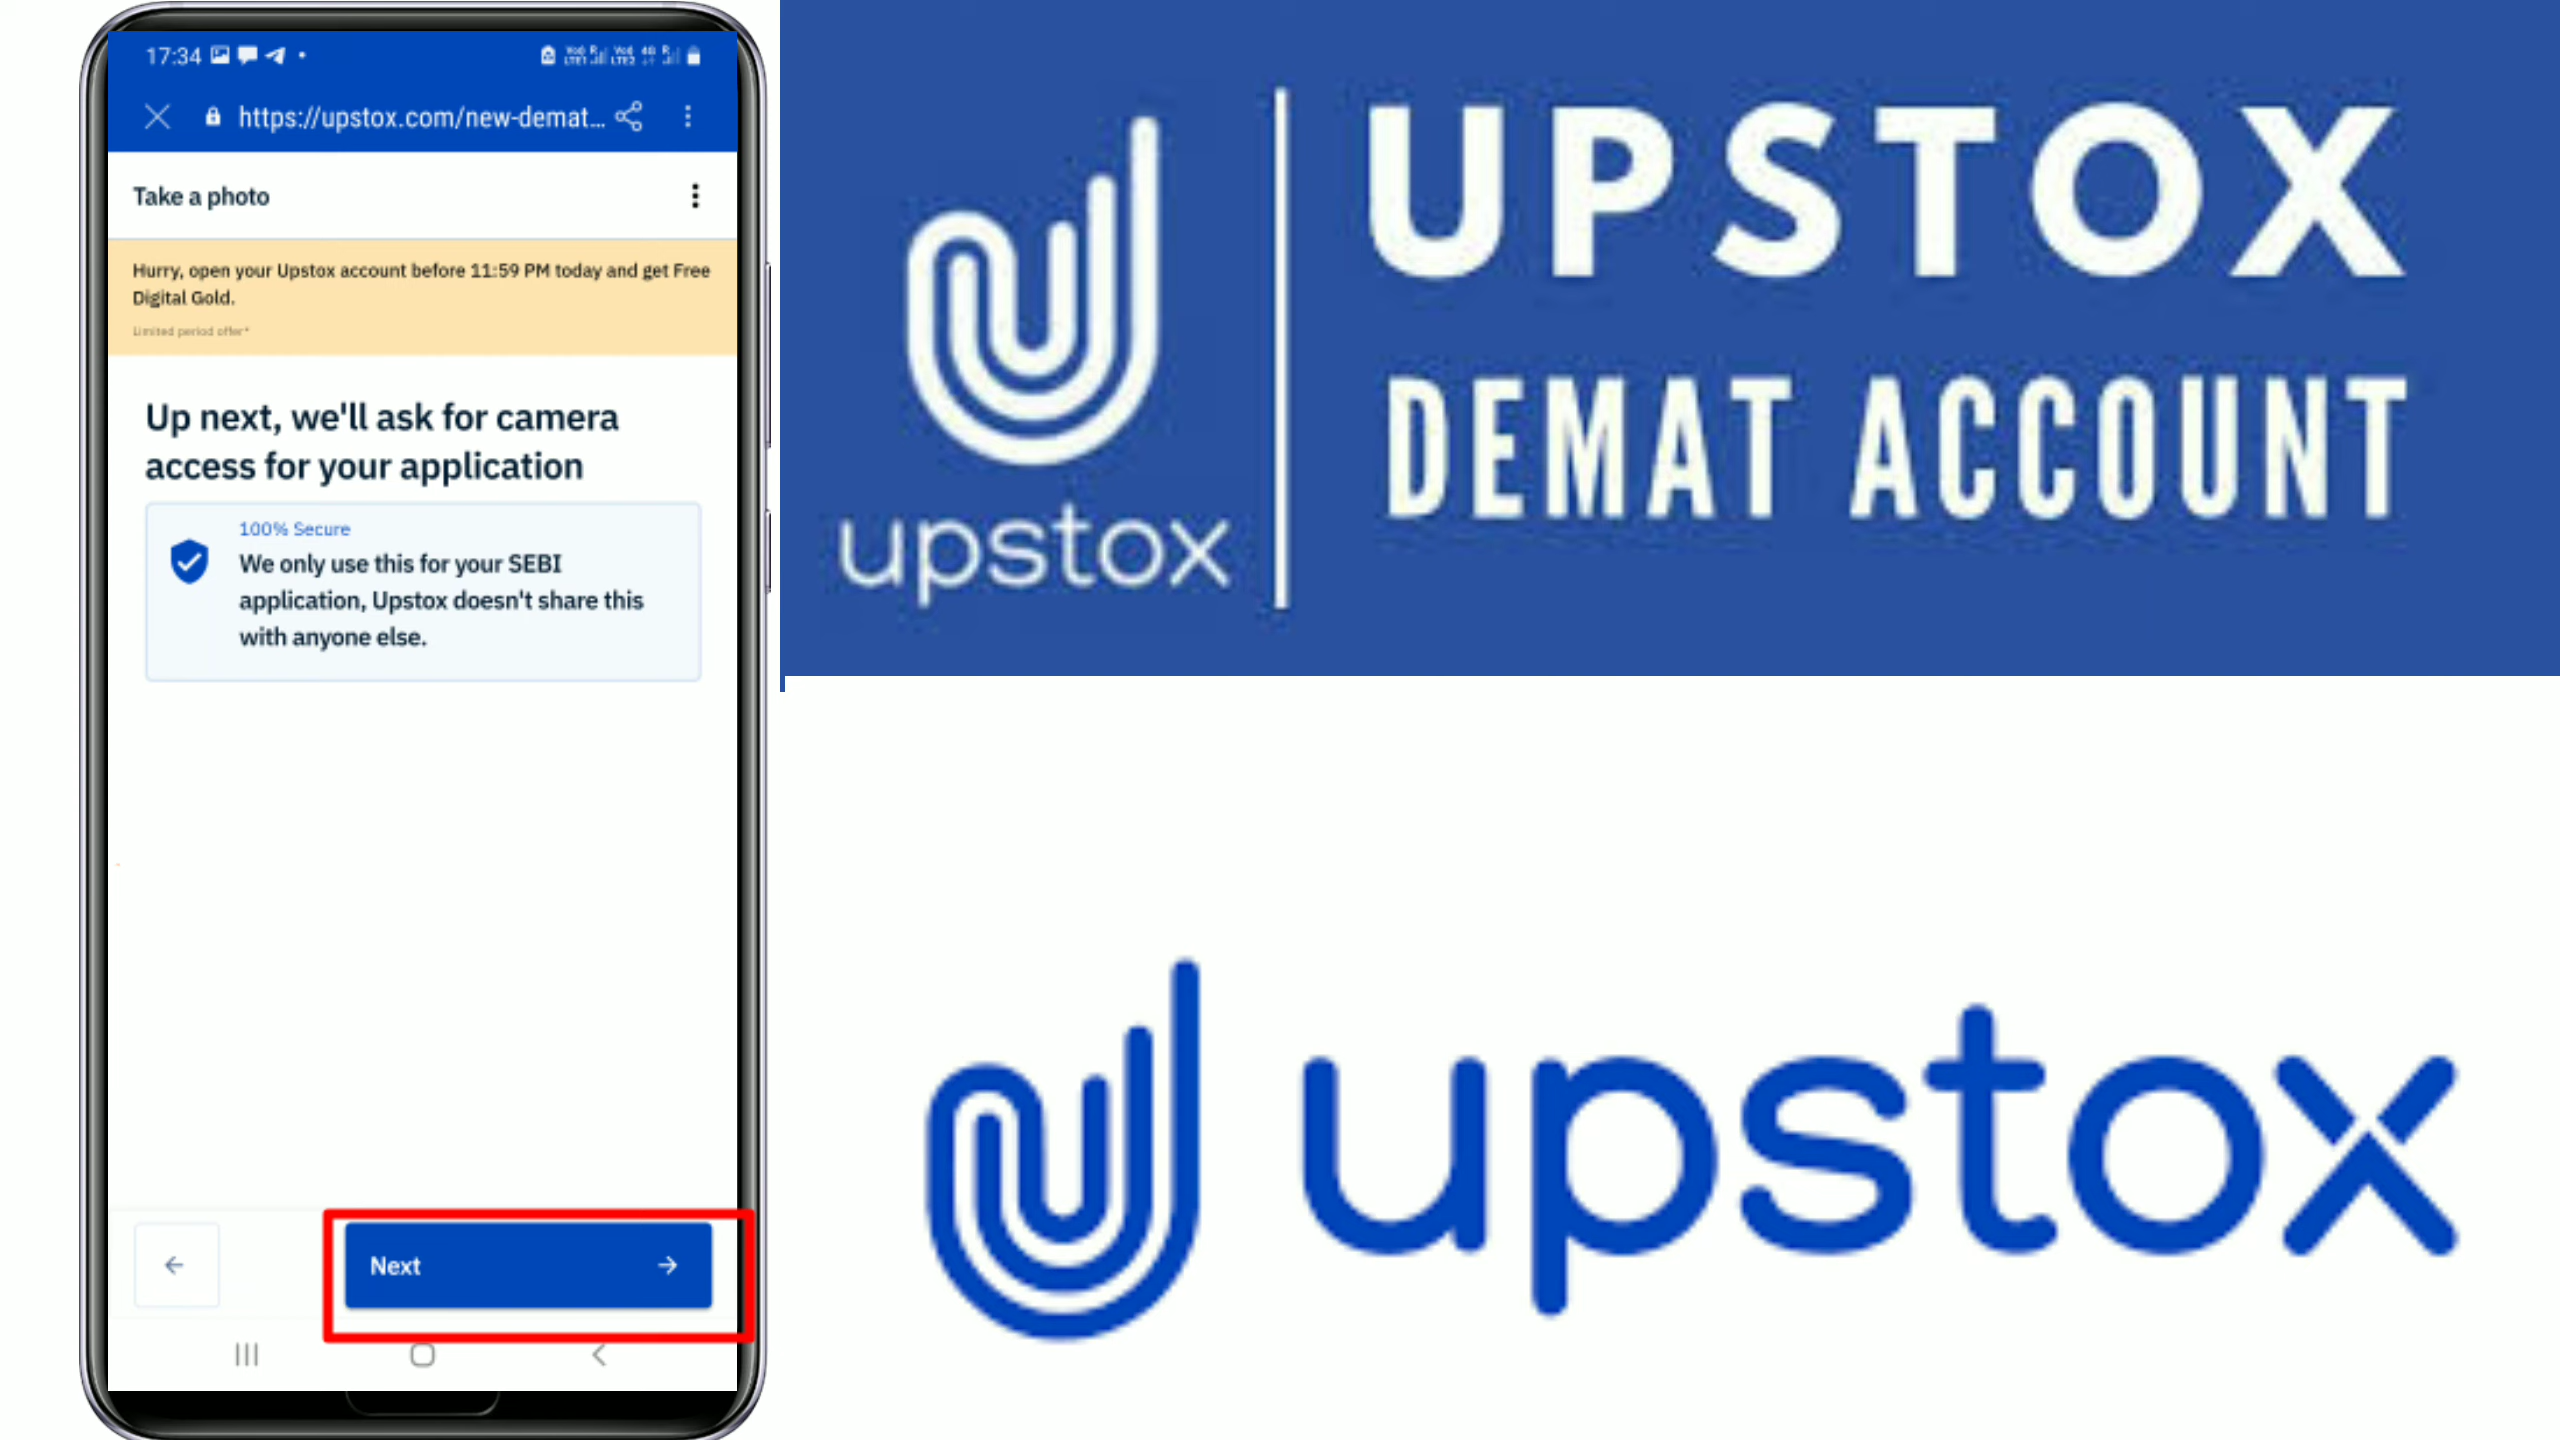 17:34
https://upstox.com/new-demat...
Take a photo
Hurry, open your Upstox account before 11:59 PM today and get Free
Digital Gold.
Limited period offer*
Up next, we'll ask for camera
access for your application
100% Secure
We only use this for your SEBI
application, Upstox doesn't share this
with anyone else.
Next
upstox
UPSTOX
DEMAT ACCOUNT
upstox